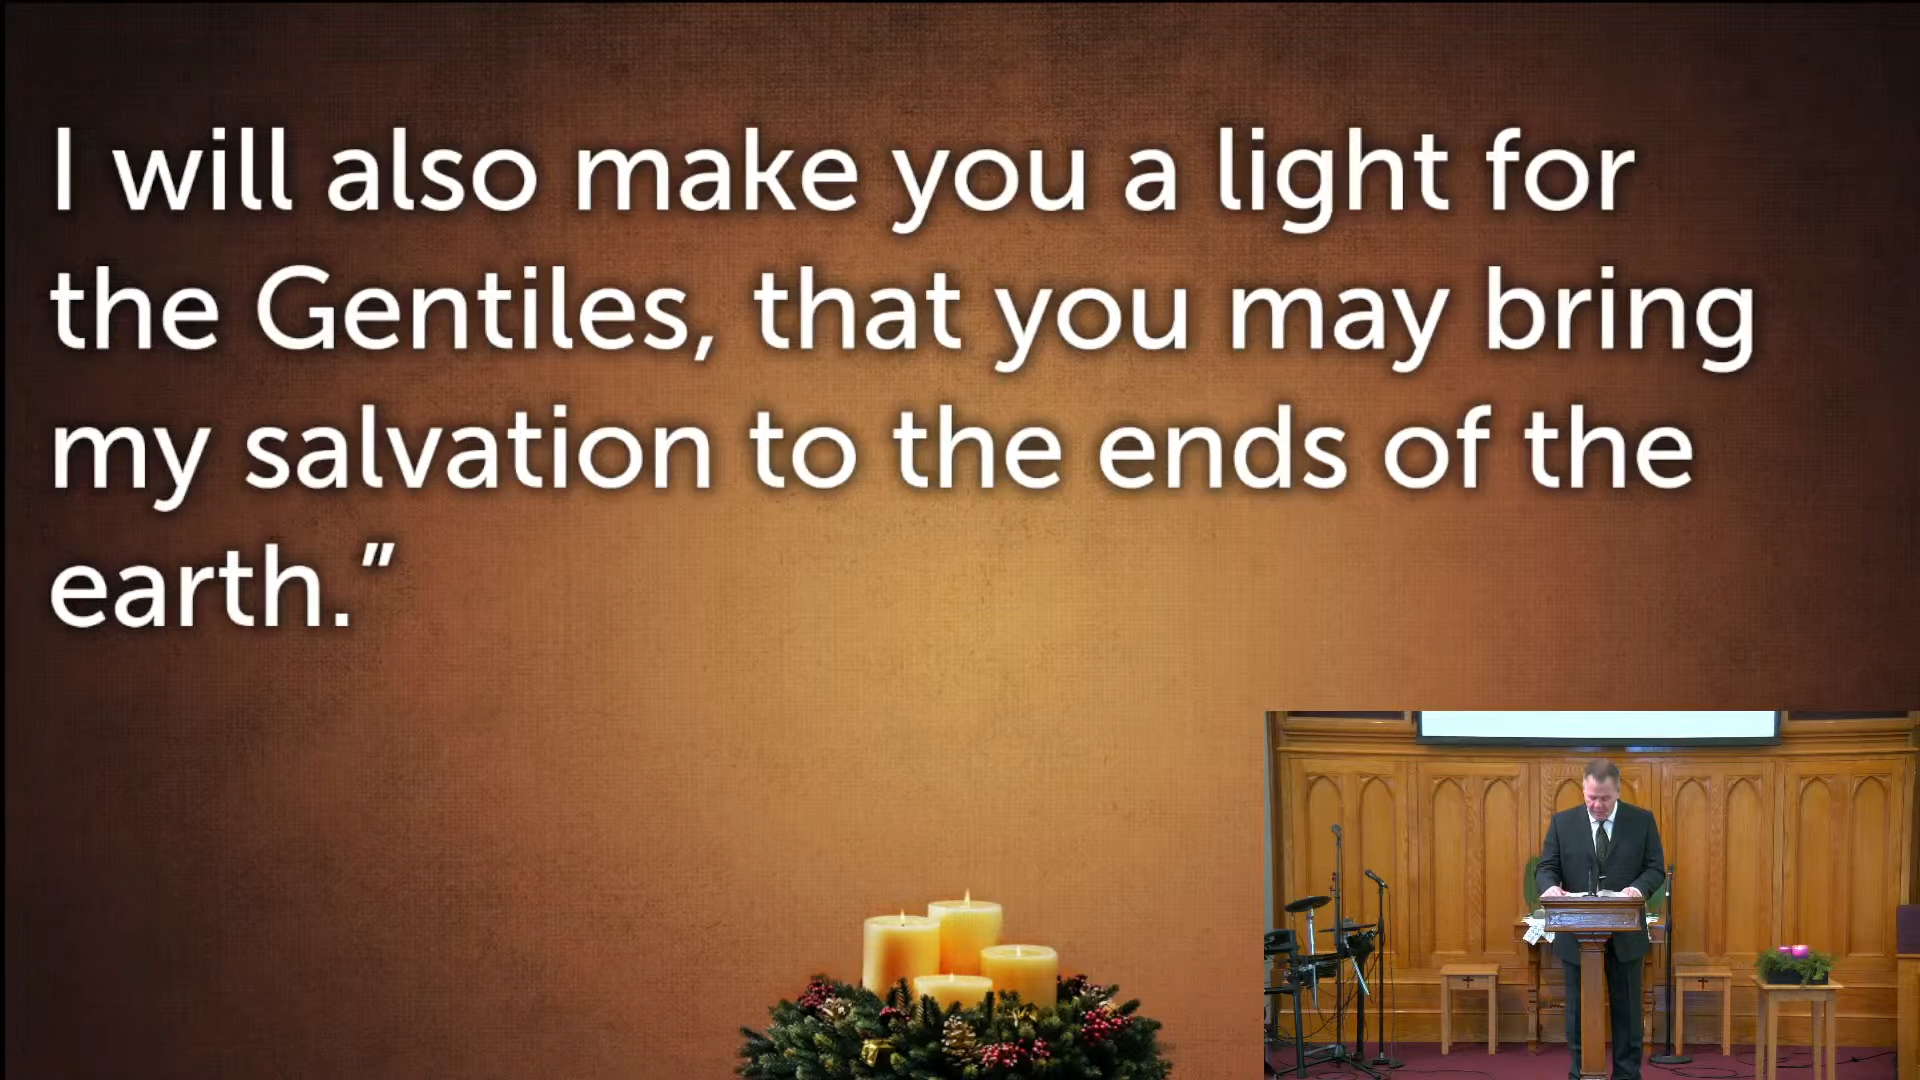 I will also make you a light for
the Gentiles, that you may bring
my salvation to the ends of the
earth.”